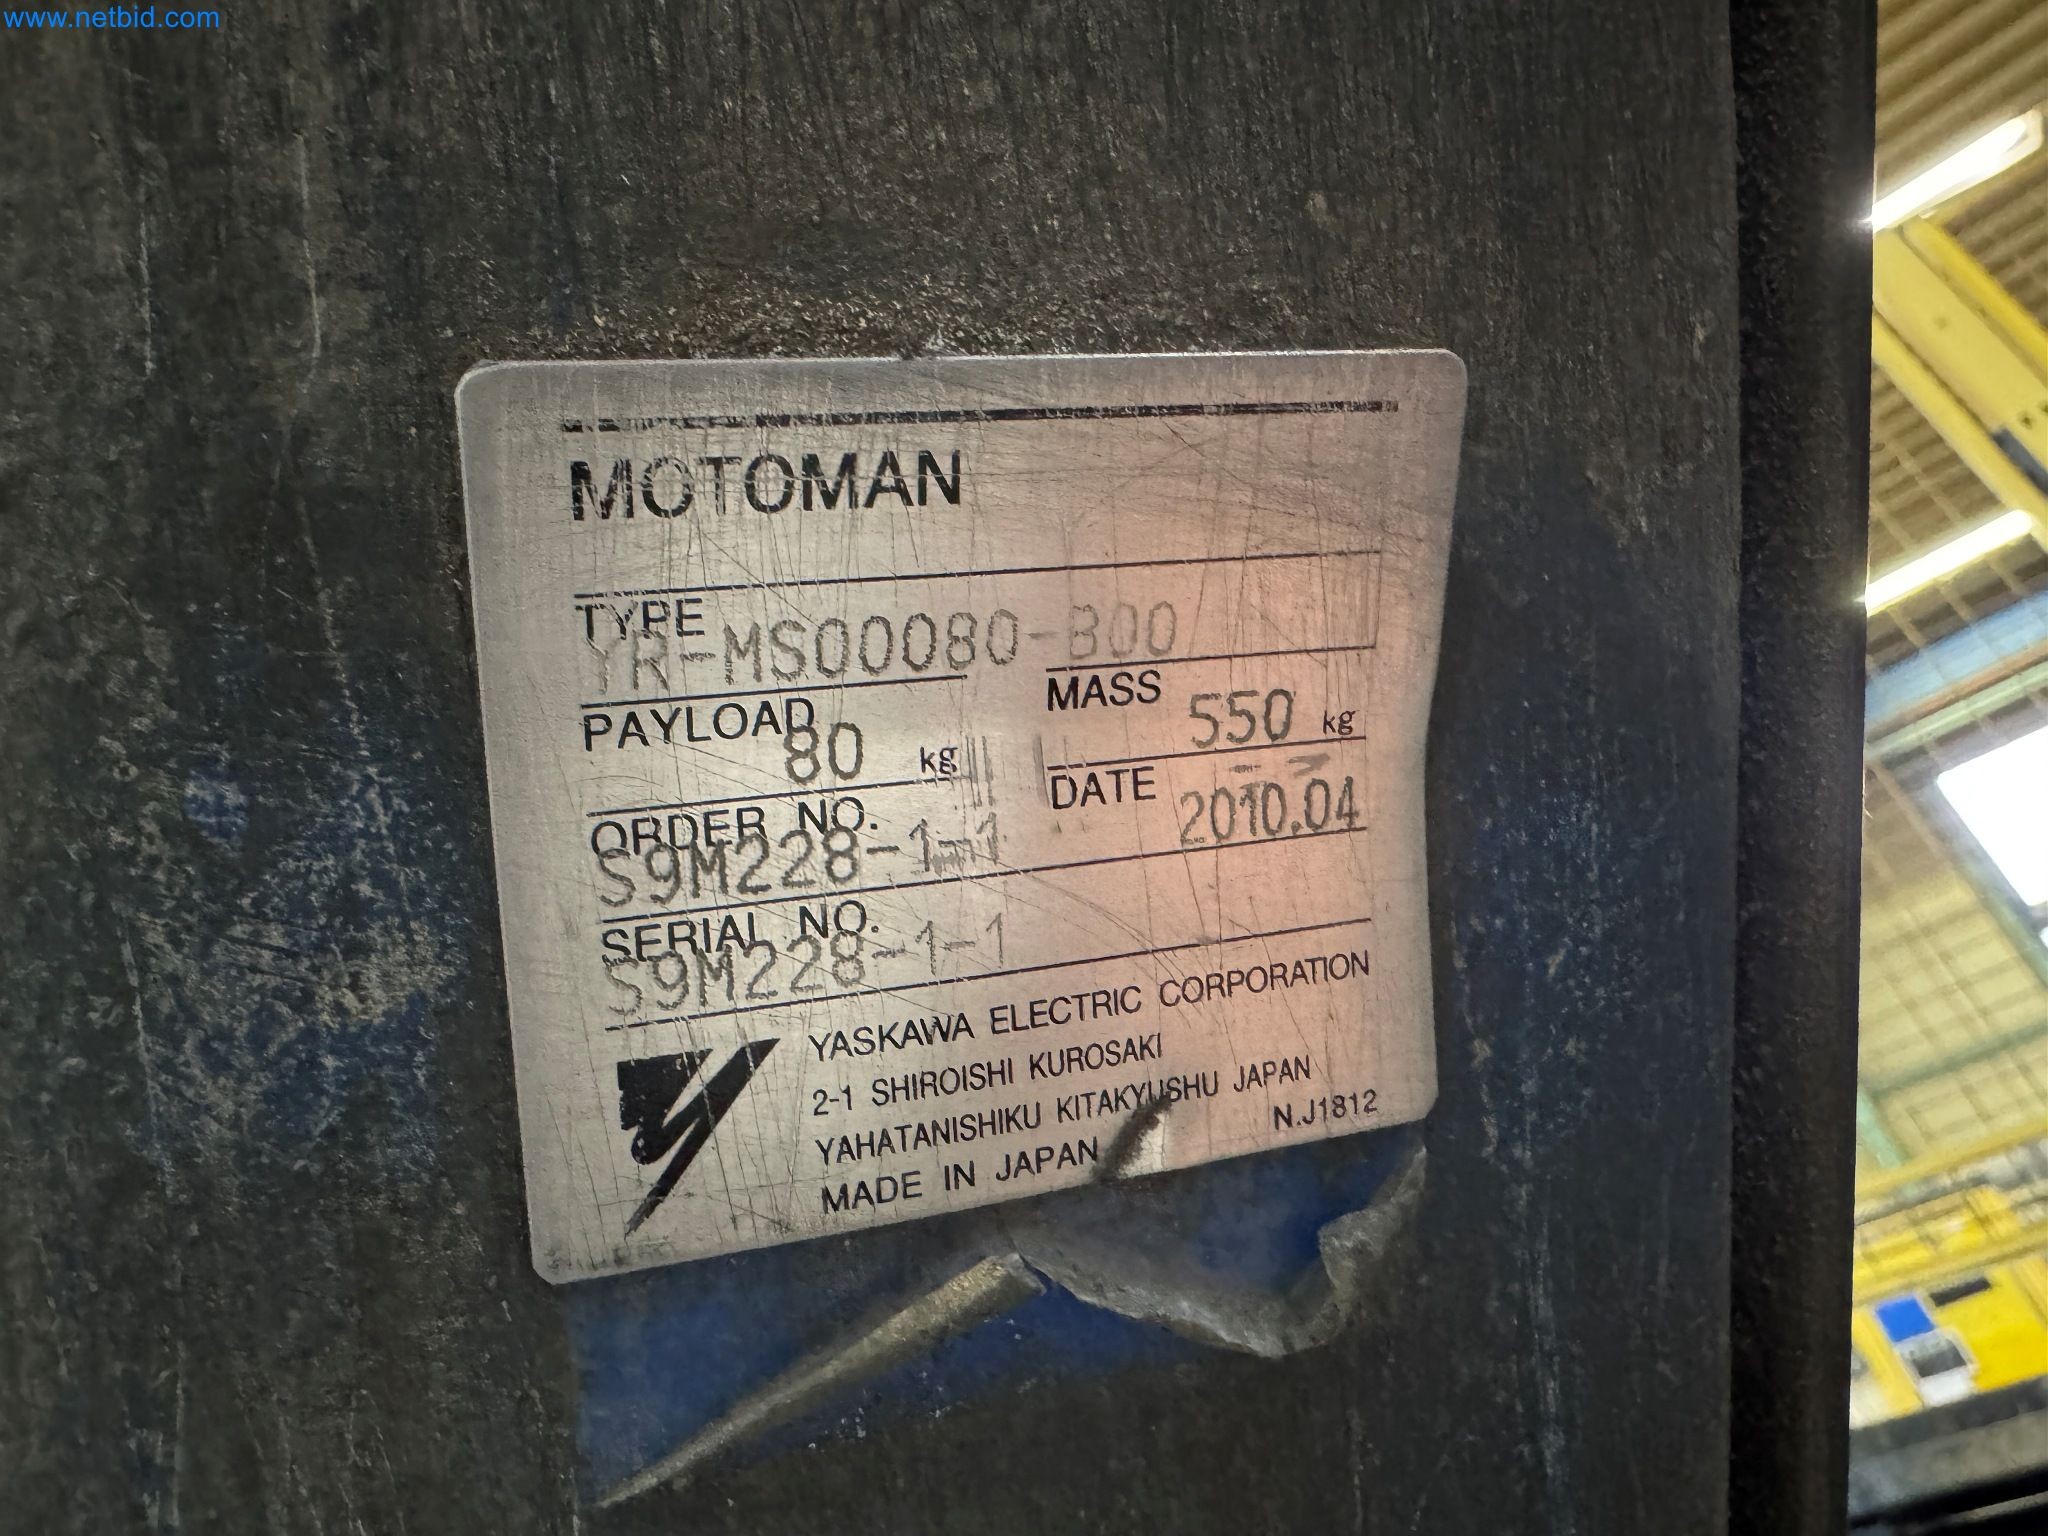 www.netbid.com
MOTOMAN
TYPE
YR-MS00080-B00
PAYLOAD 80 kg
MASS 550 kg
ORDER NO.
S9M228-1-1
DATE 2010.04
SERIAL NO.
S9M228-1-1
YASKAWA ELECTRIC CORPORATION
2-1 SHIROISHI KUROSAKI
YAHATANISHIKU KITAKYUSHU JAPAN
MADE IN JAPAN
N.J1812